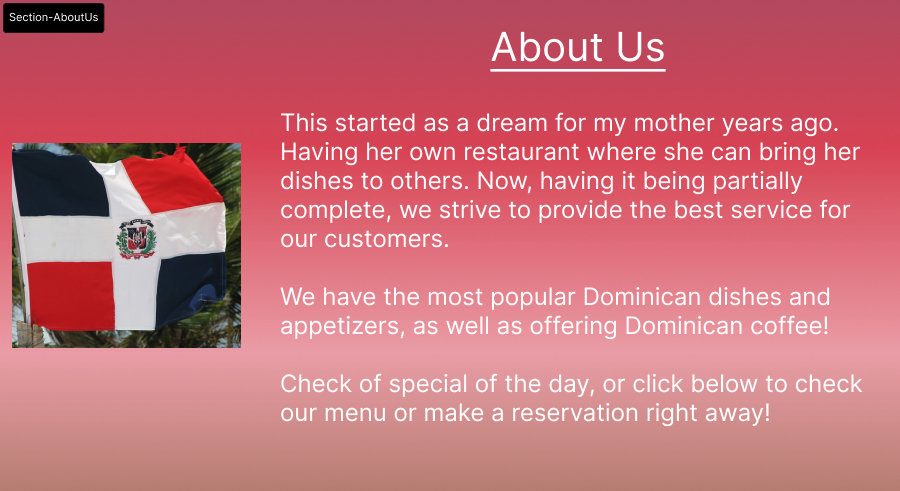 Section-AboutUs
About Us
This started as a dream for my mother years ago.
Having her own restaurant where she can bring her
dishes to others. Now, having it being partially
complete, we strive to provide the best service for
our customers.
We have the most popular Dominican dishes and
appetizers, as well as offering Dominican coffee!
Check of special of the day, or click below to check
our menu or make a reservation right away!